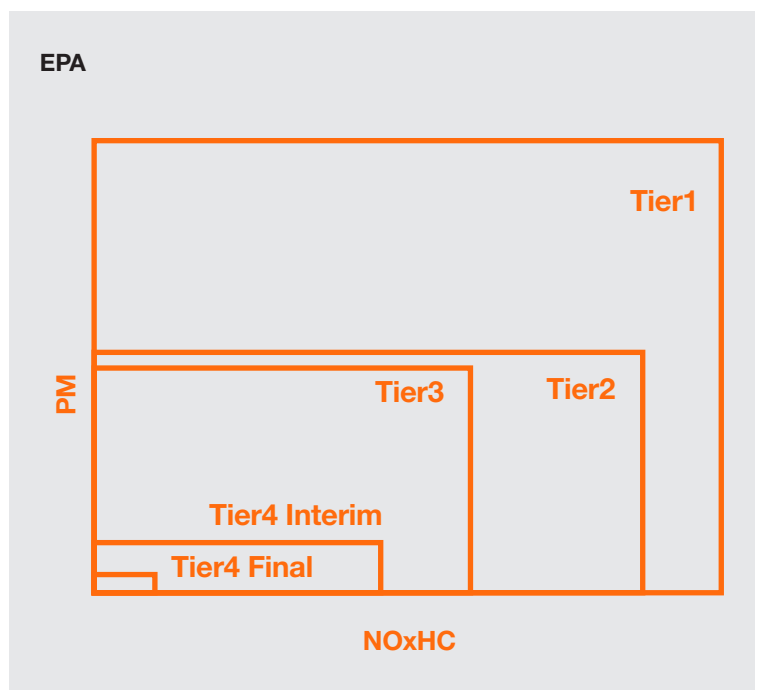 EPA
Tier1
PM
Tier3
Tier2
Tier4 Interim
Tier4 Final
NOxHC